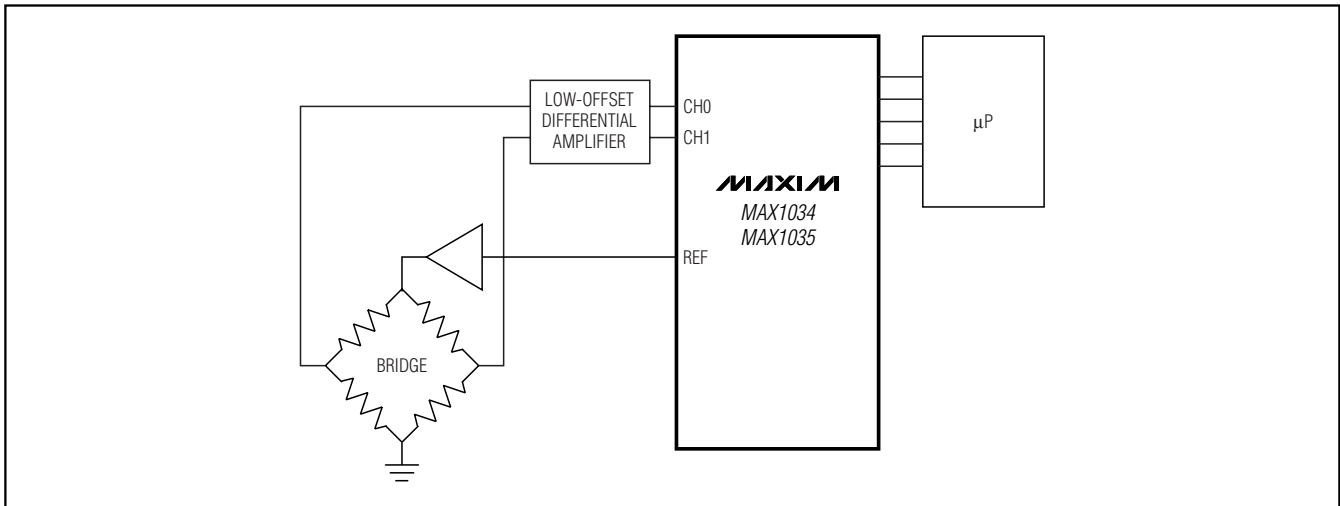 LOW-OFFSET
DIFFERENTIAL
AMPLIFIER
CH0
CH1
MAXIM
MAX1034
MAX1035
REF
BRIDGE
µP